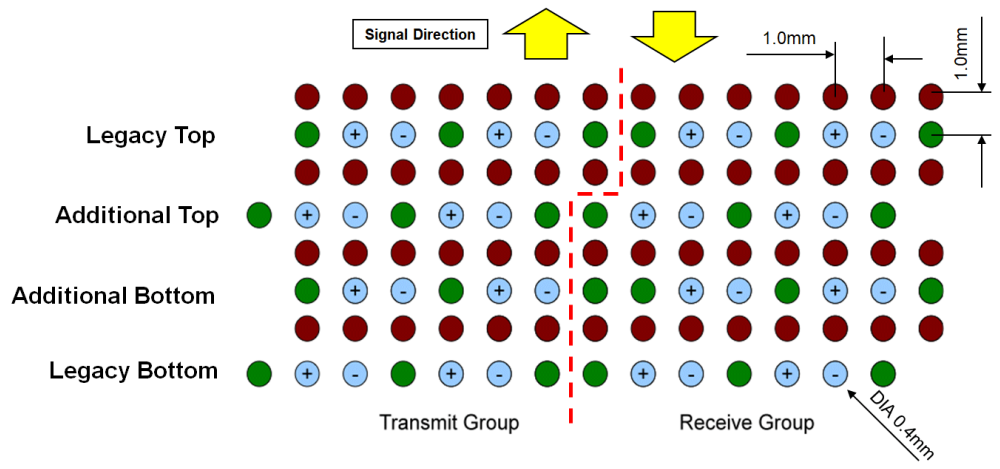 Signal Direction
1.0mm
1.0mm
Legacy Top
+ - + - + - + -
Additional Top
+ - + - + - + -
Additional Bottom
+ - + - + - + -
Legacy Bottom
+ - + - + - + -
DIA 0.4mm
Transmit Group
Receive Group